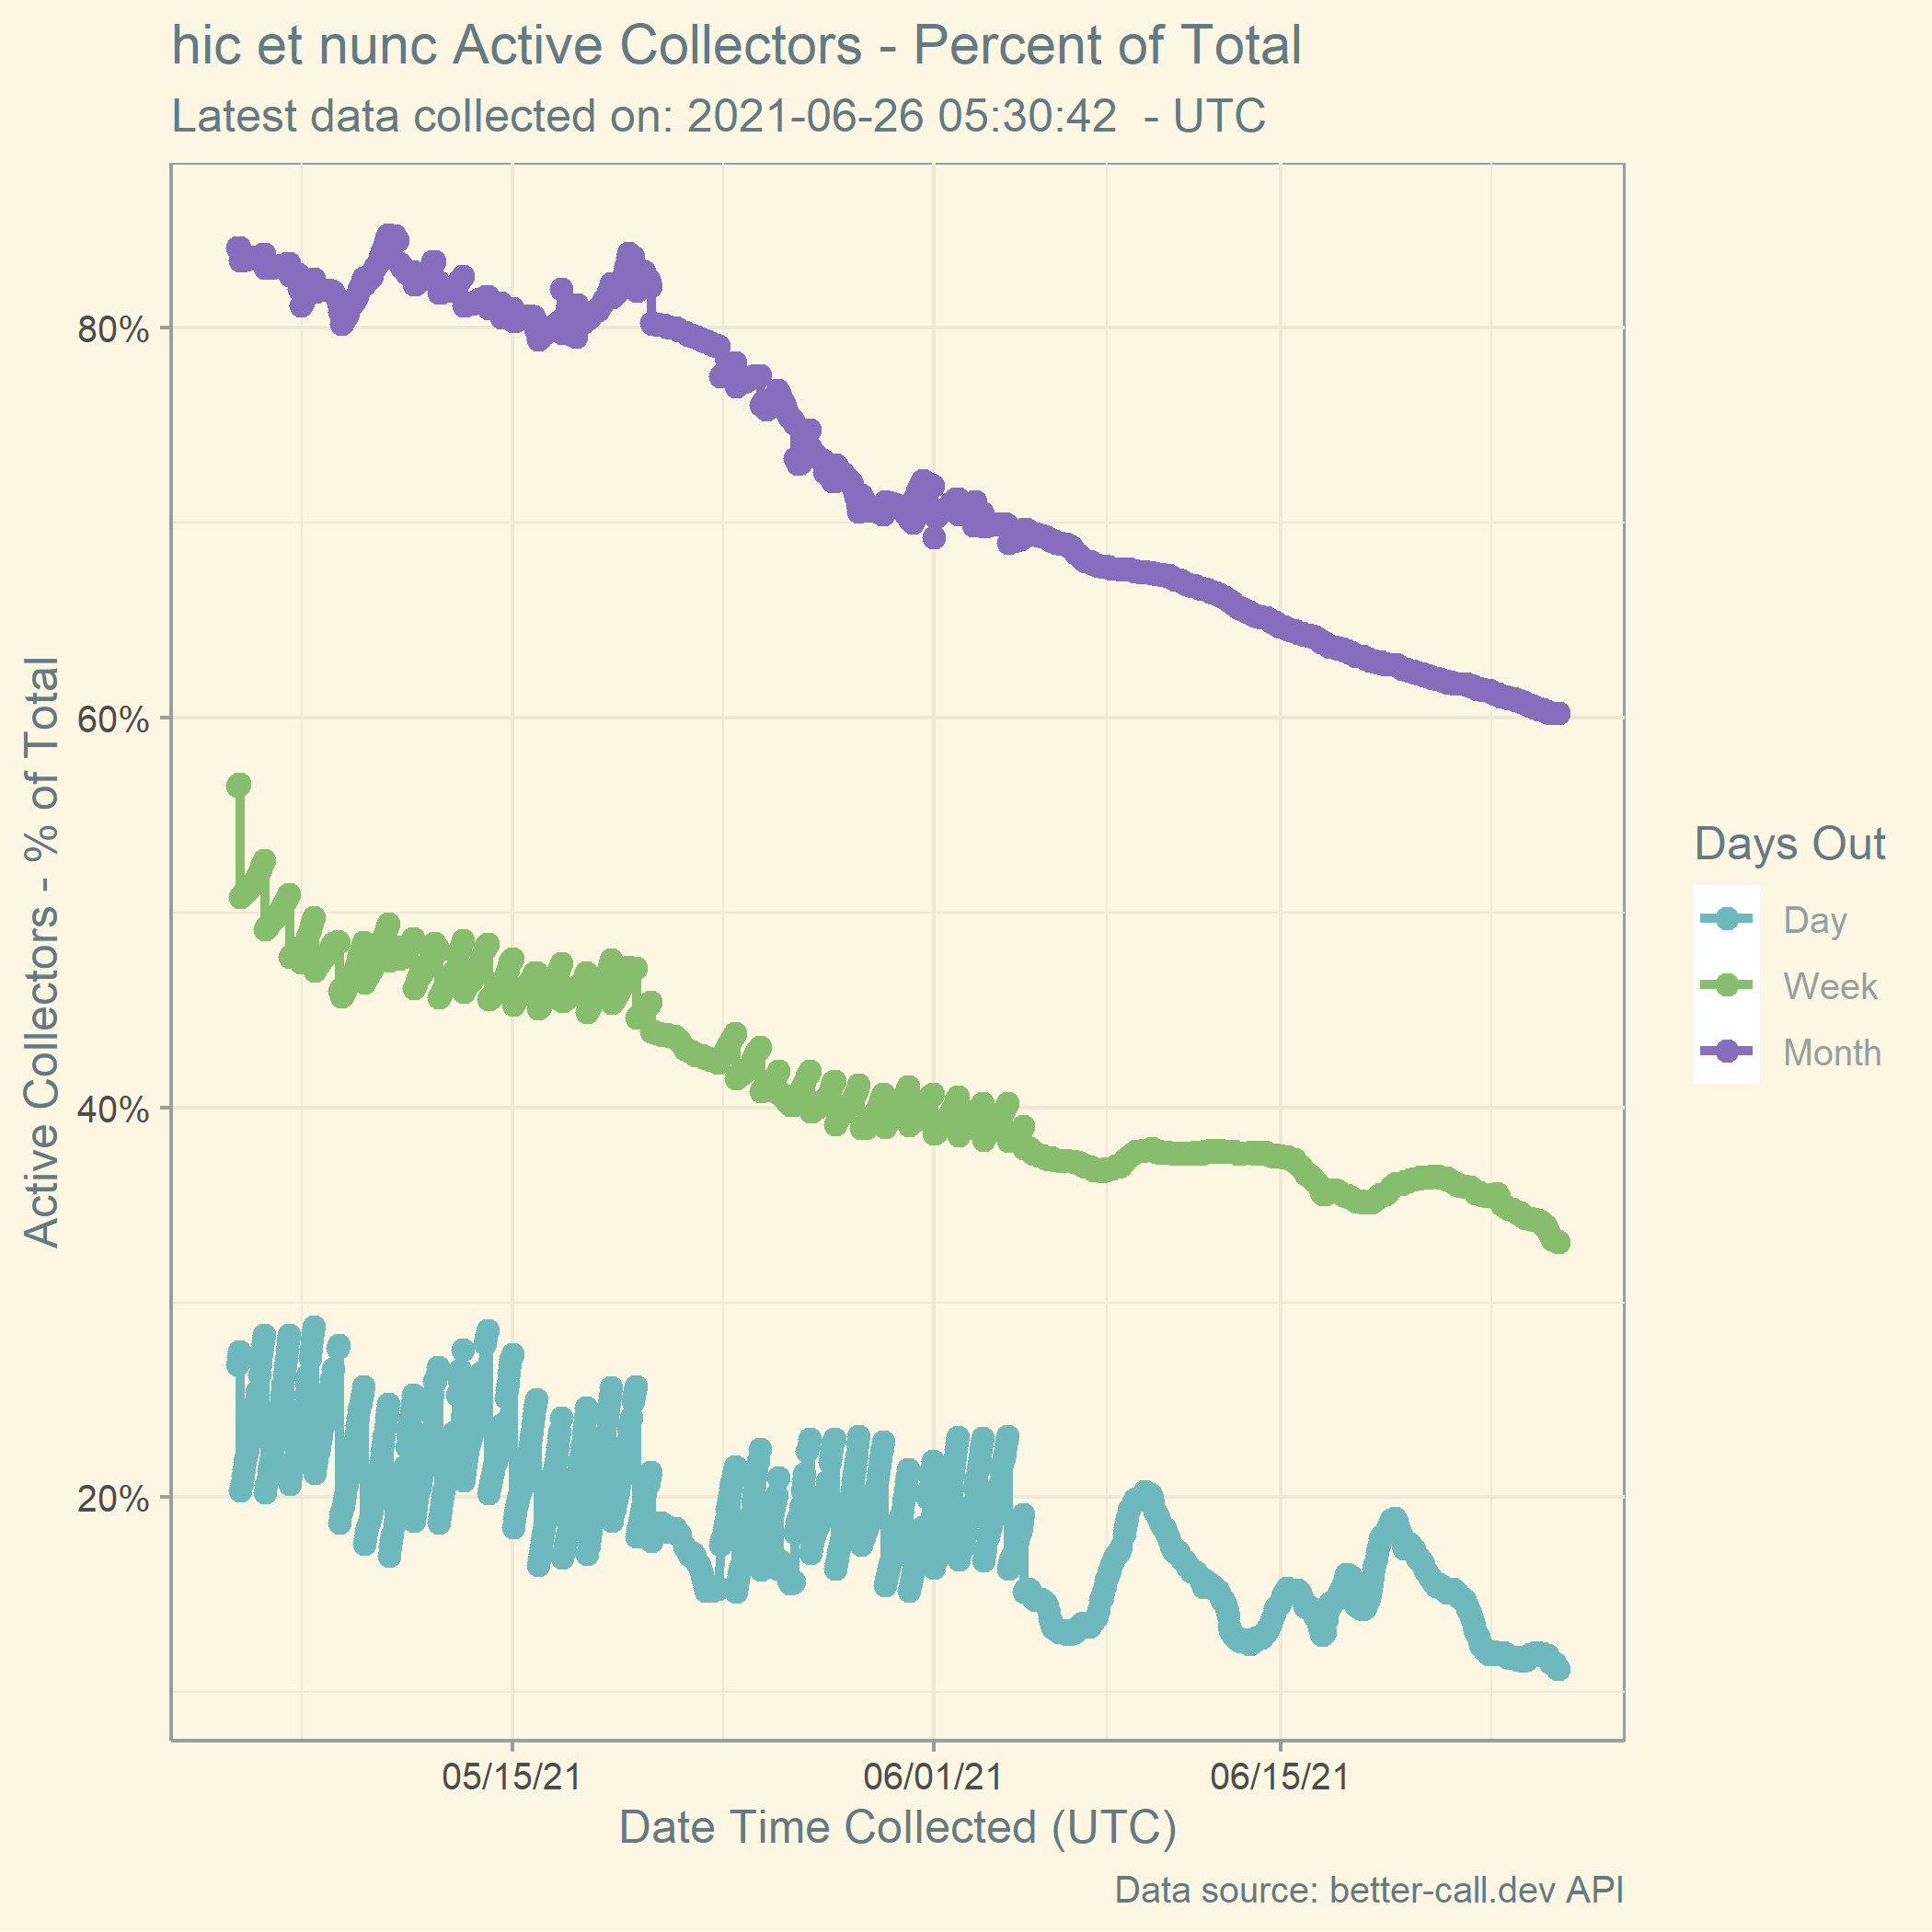 hic et nunc Active Collectors - Percent of Total
Latest data collected on: 2021-06-26 05:30:42  - UTC
Active Collectors - % of Total
80%
60%
40%
20%
05/15/21
06/01/21
06/15/21
Date Time Collected (UTC)
Days Out
Day
Week
Month
Data source: better-call.dev API